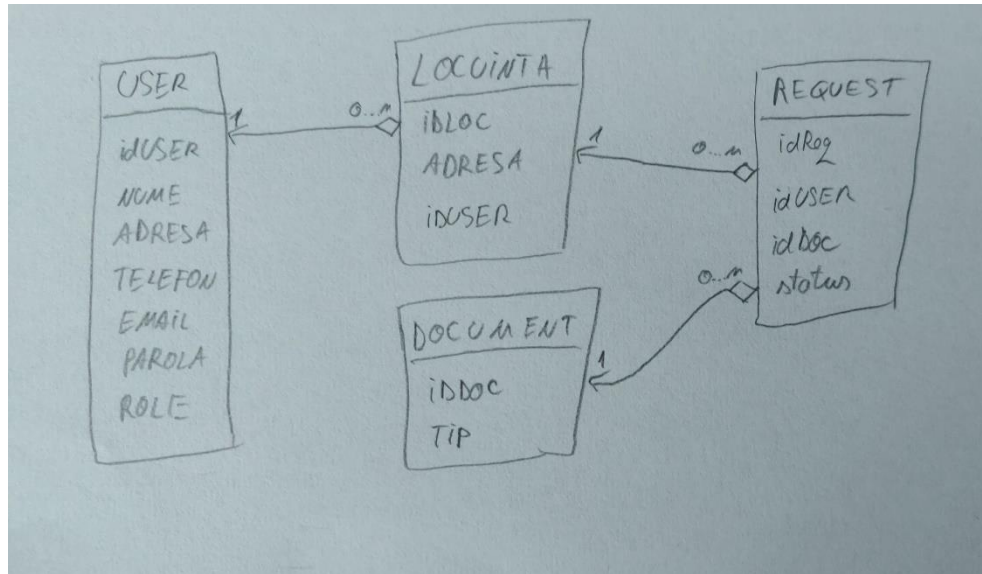 USER
idUSER
NUME
ADRESA
TELEFON
EMAIL
PAROLA
ROLE
1
0...n
LOCUINTA
iDLOC
ADRESA
iDUSER
1
0...n
DOCUMENT
iDDOC
TiP
1
0...n
REQUEST
idReq
idUSER
idDoc
status